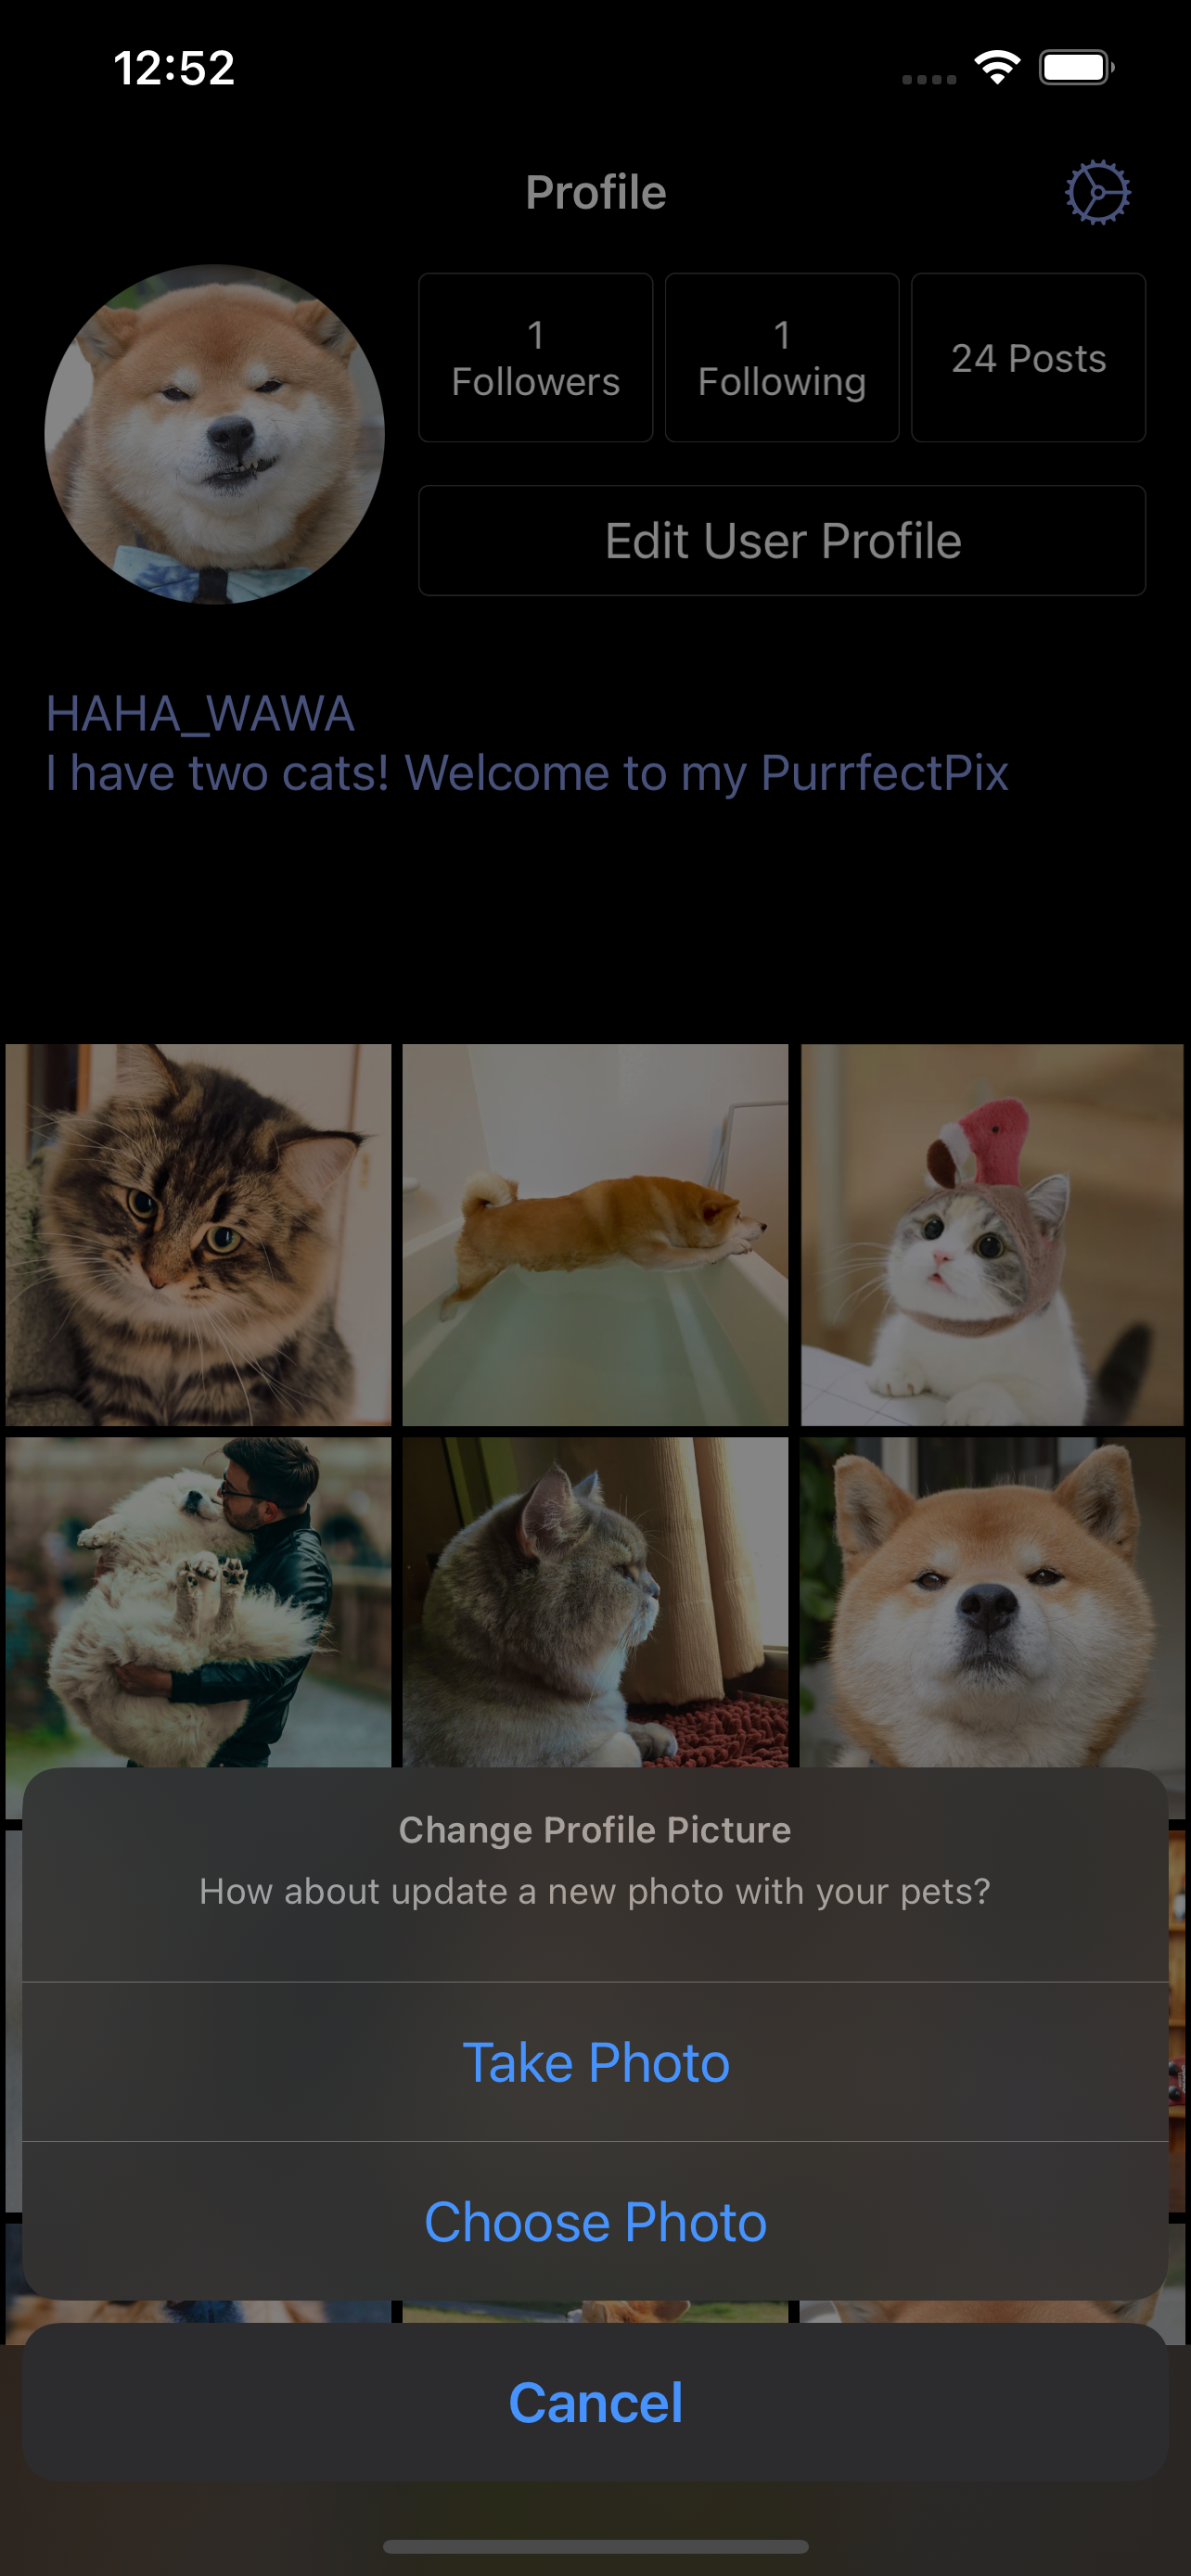 12:52
Profile
1
Followers
1
Following
24 Posts
Edit User Profile
HAHA_WAWA
I have two cats! Welcome to my PurrfectPix
Change Profile Picture
How about update a new photo with your pets?
Take Photo
Choose Photo
Cancel